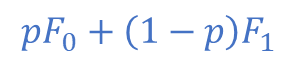 pF₀ + (1 − p)F₁